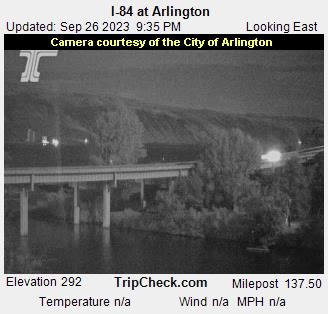 I-84 at Arlington
Updated: Sep 26 2023 9:35 PM Looking East
Camera courtesy of the City of Arlington
Elevation 292 TripCheck.com Milepost 137.50
Temperature n/a Wind n/a MPH n/a